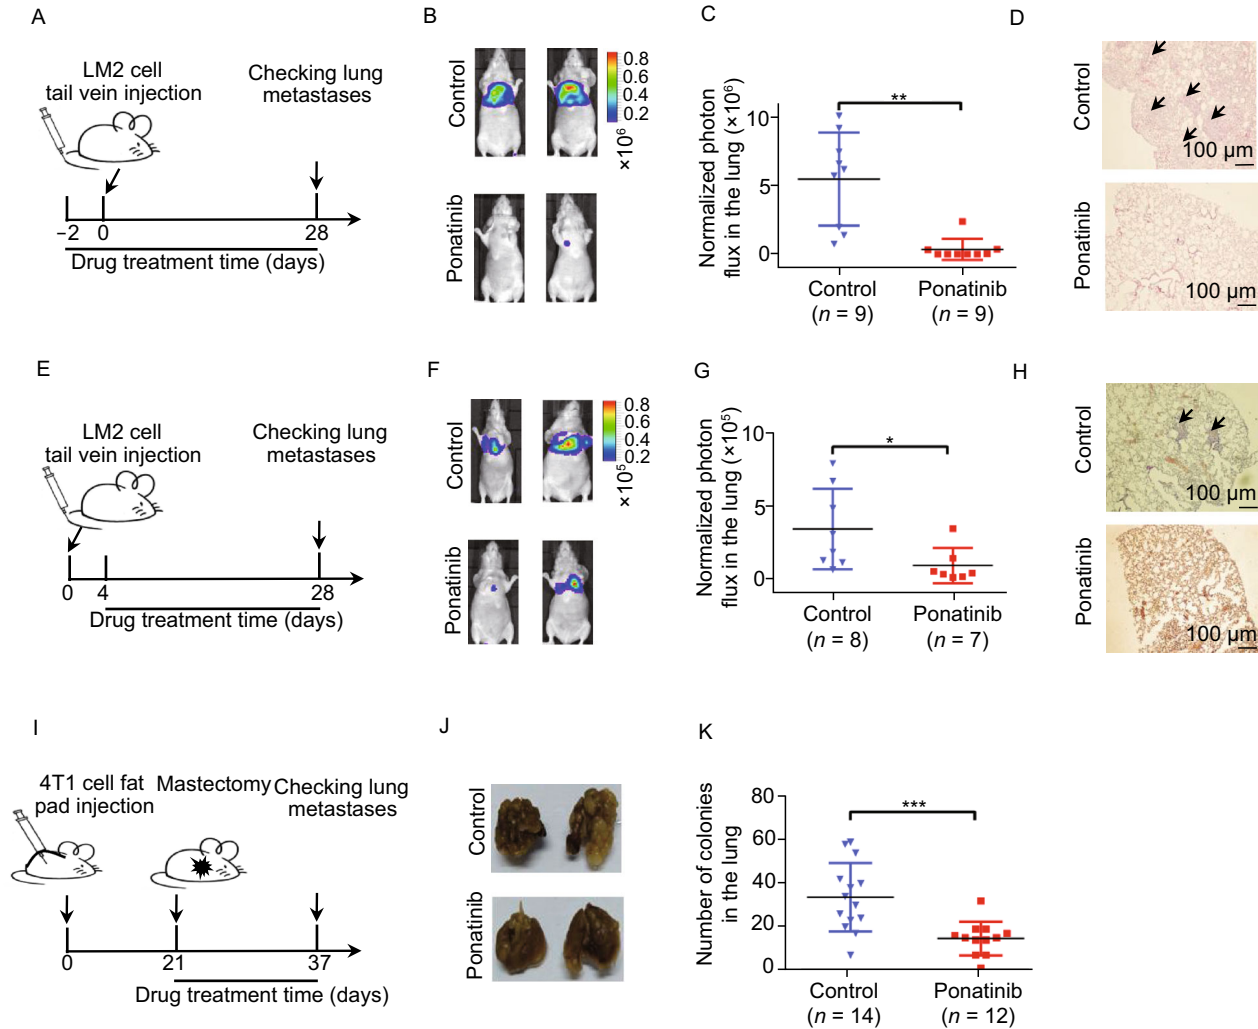 A
LM2 cell
tail vein injection
Checking lung
metastases
−2
0
28
Drug treatment time (days)
B
Control
Ponatinib
0.8
0.6
0.4
0.2
×10⁶
C
Normalized photon
flux in the lung (×10⁶)
10
5
0
**
Control
(n = 9)
Ponatinib
(n = 9)
D
Control
100 µm
Ponatinib
100 µm
E
LM2 cell
tail vein injection
Checking lung
metastases
0
4
28
Drug treatment time (days)
F
Control
Ponatinib
0.8
0.6
0.4
0.2
×10⁵
G
Normalized photon
flux in the lung (×10⁵)
10
5
0
*
Control
(n = 8)
Ponatinib
(n = 7)
H
Control
100 µm
Ponatinib
100 µm
I
4T1 cell fat
pad injection
Mastectomy
Checking lung
metastases
0
21
37
Drug treatment time (days)
J
Control
Ponatinib
K
Number of colonies
in the lung
80
60
40
20
0
***
Control
(n = 14)
Ponatinib
(n = 12)